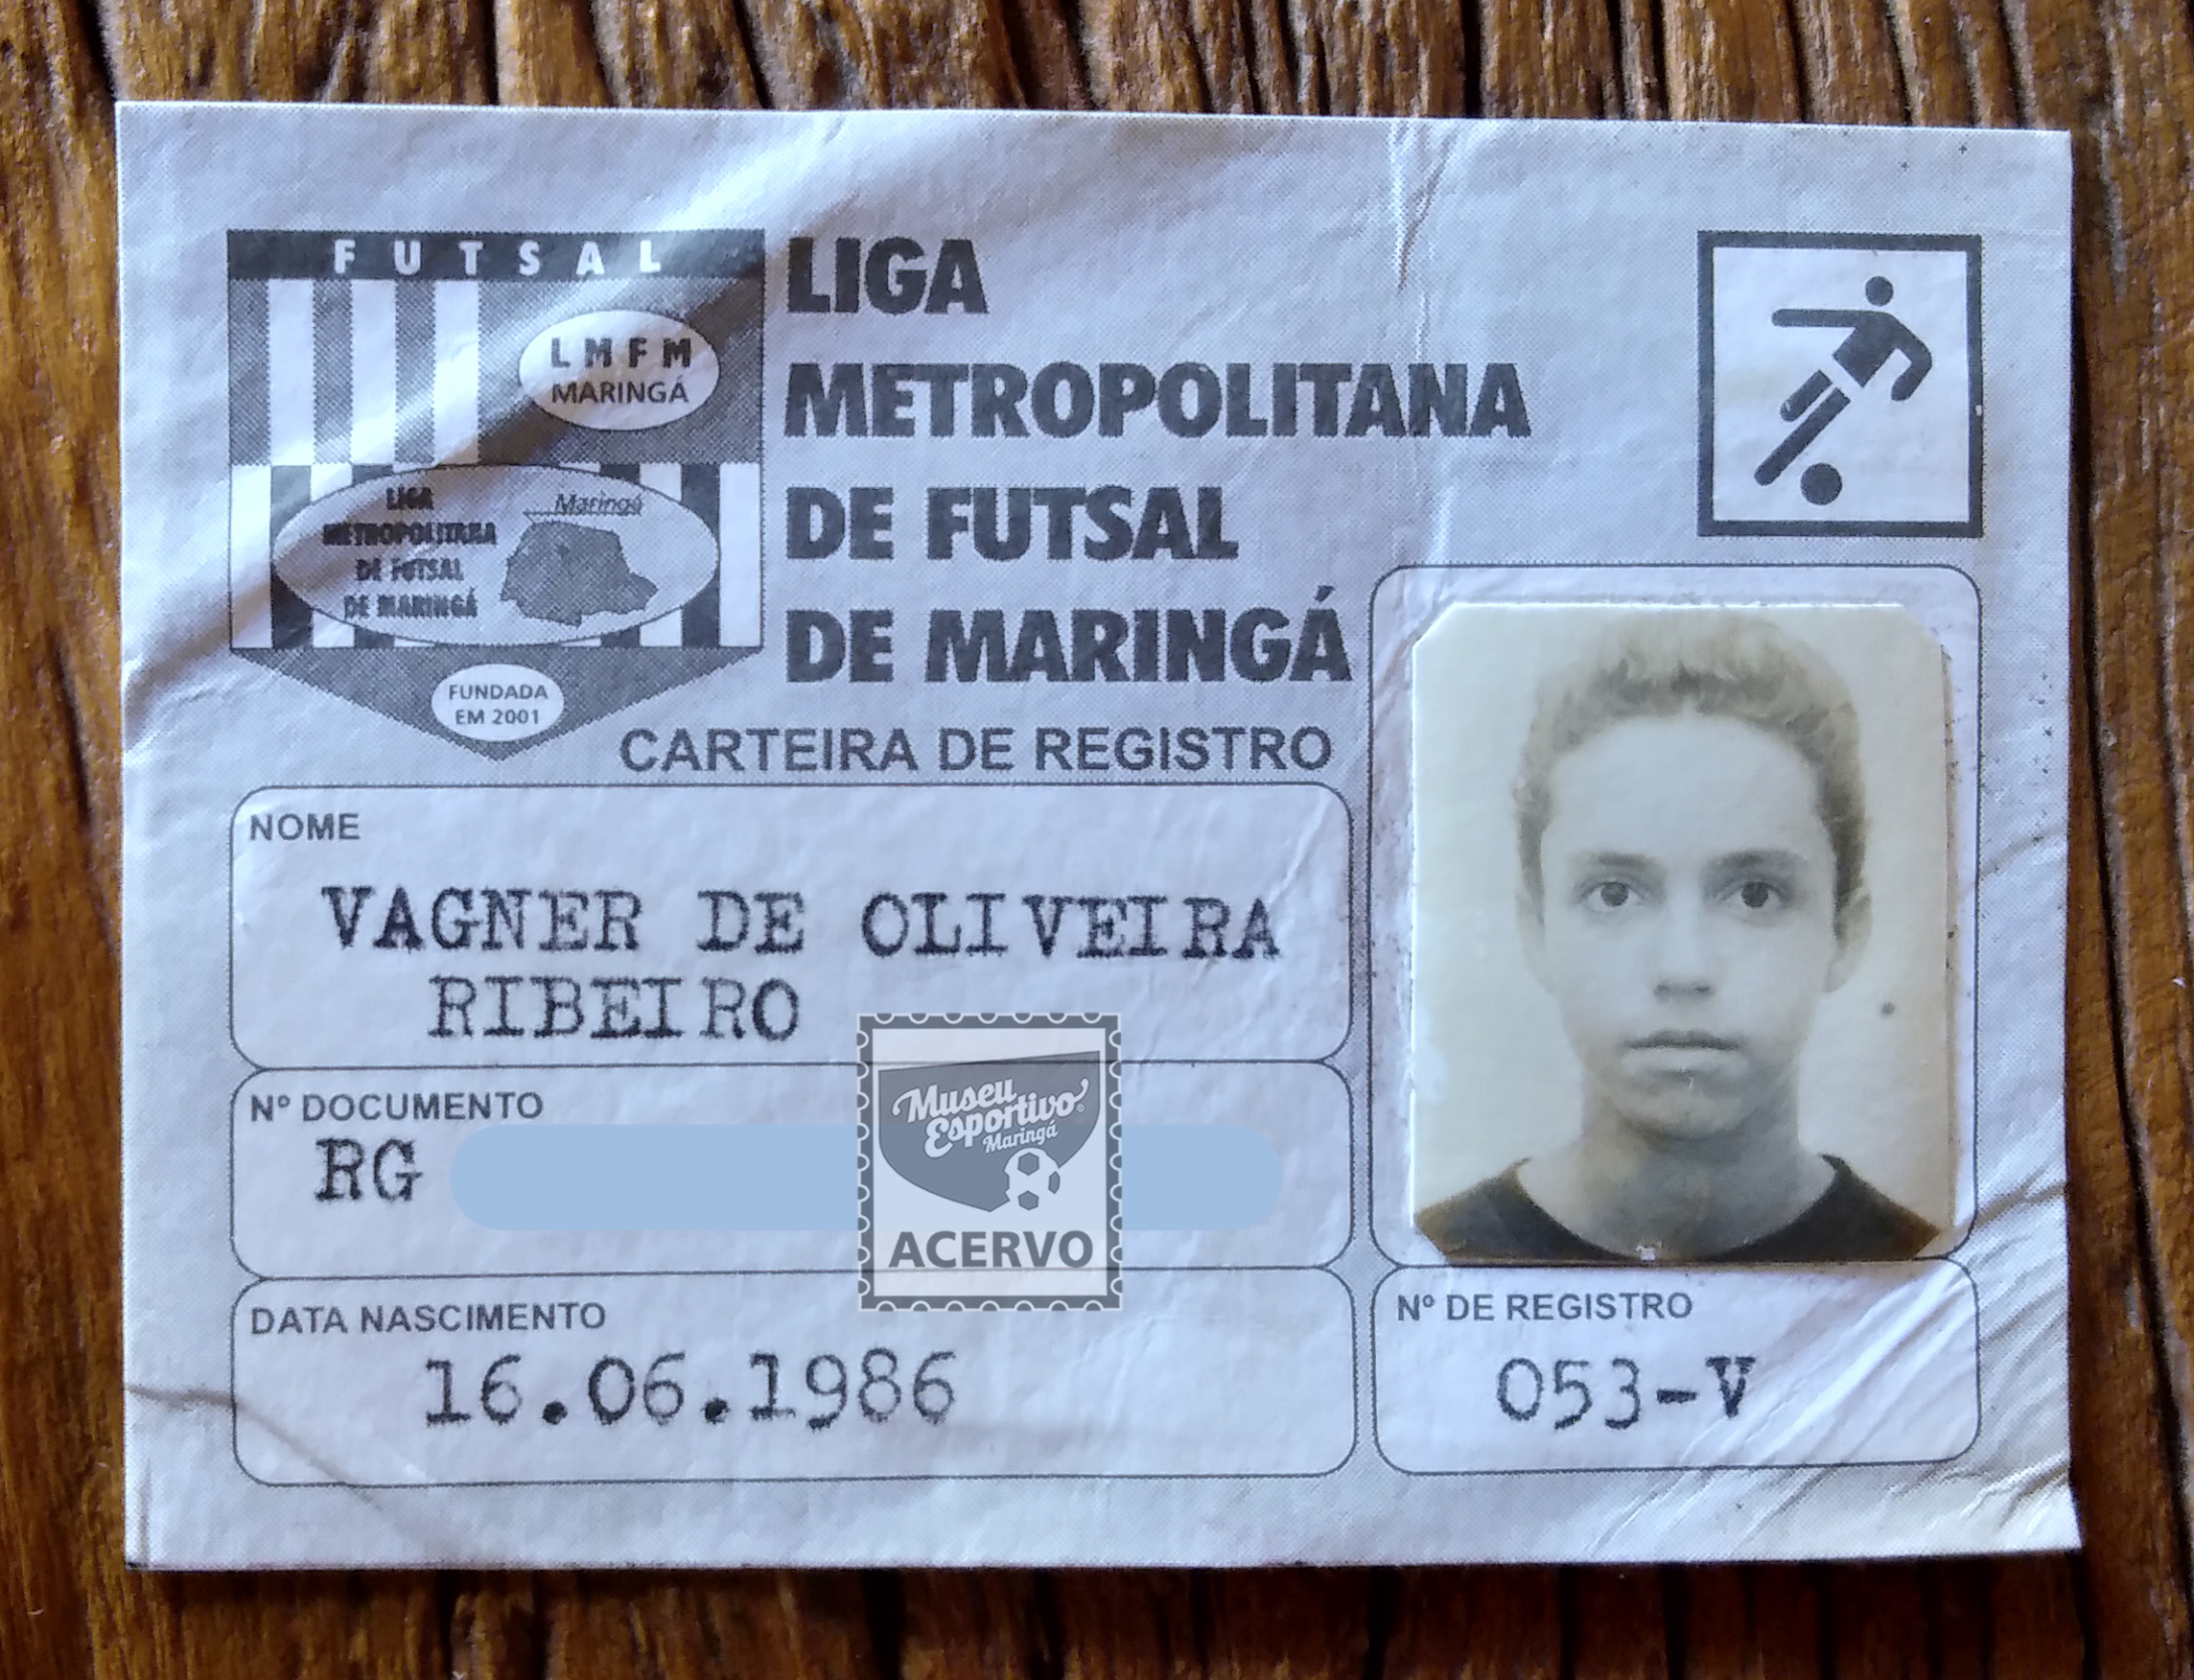 FUTSAL
LMFM
MARINGÁ
LIGA
METROPOLITANA
DE FUTSAL
DE MARINGÁ
Maringá
FUNDADA
EM 2001
LIGA
METROPOLITANA
DE FUTSAL
DE MARINGÁ
CARTEIRA DE REGISTRO
NOME
VAGNER DE OLIVEIRA
RIBEIRO
Nº DOCUMENTO
RG
Museu
Esportivo
Maringá
ACERVO
DATA NASCIMENTO
16.06.1986
Nº DE REGISTRO
053-V